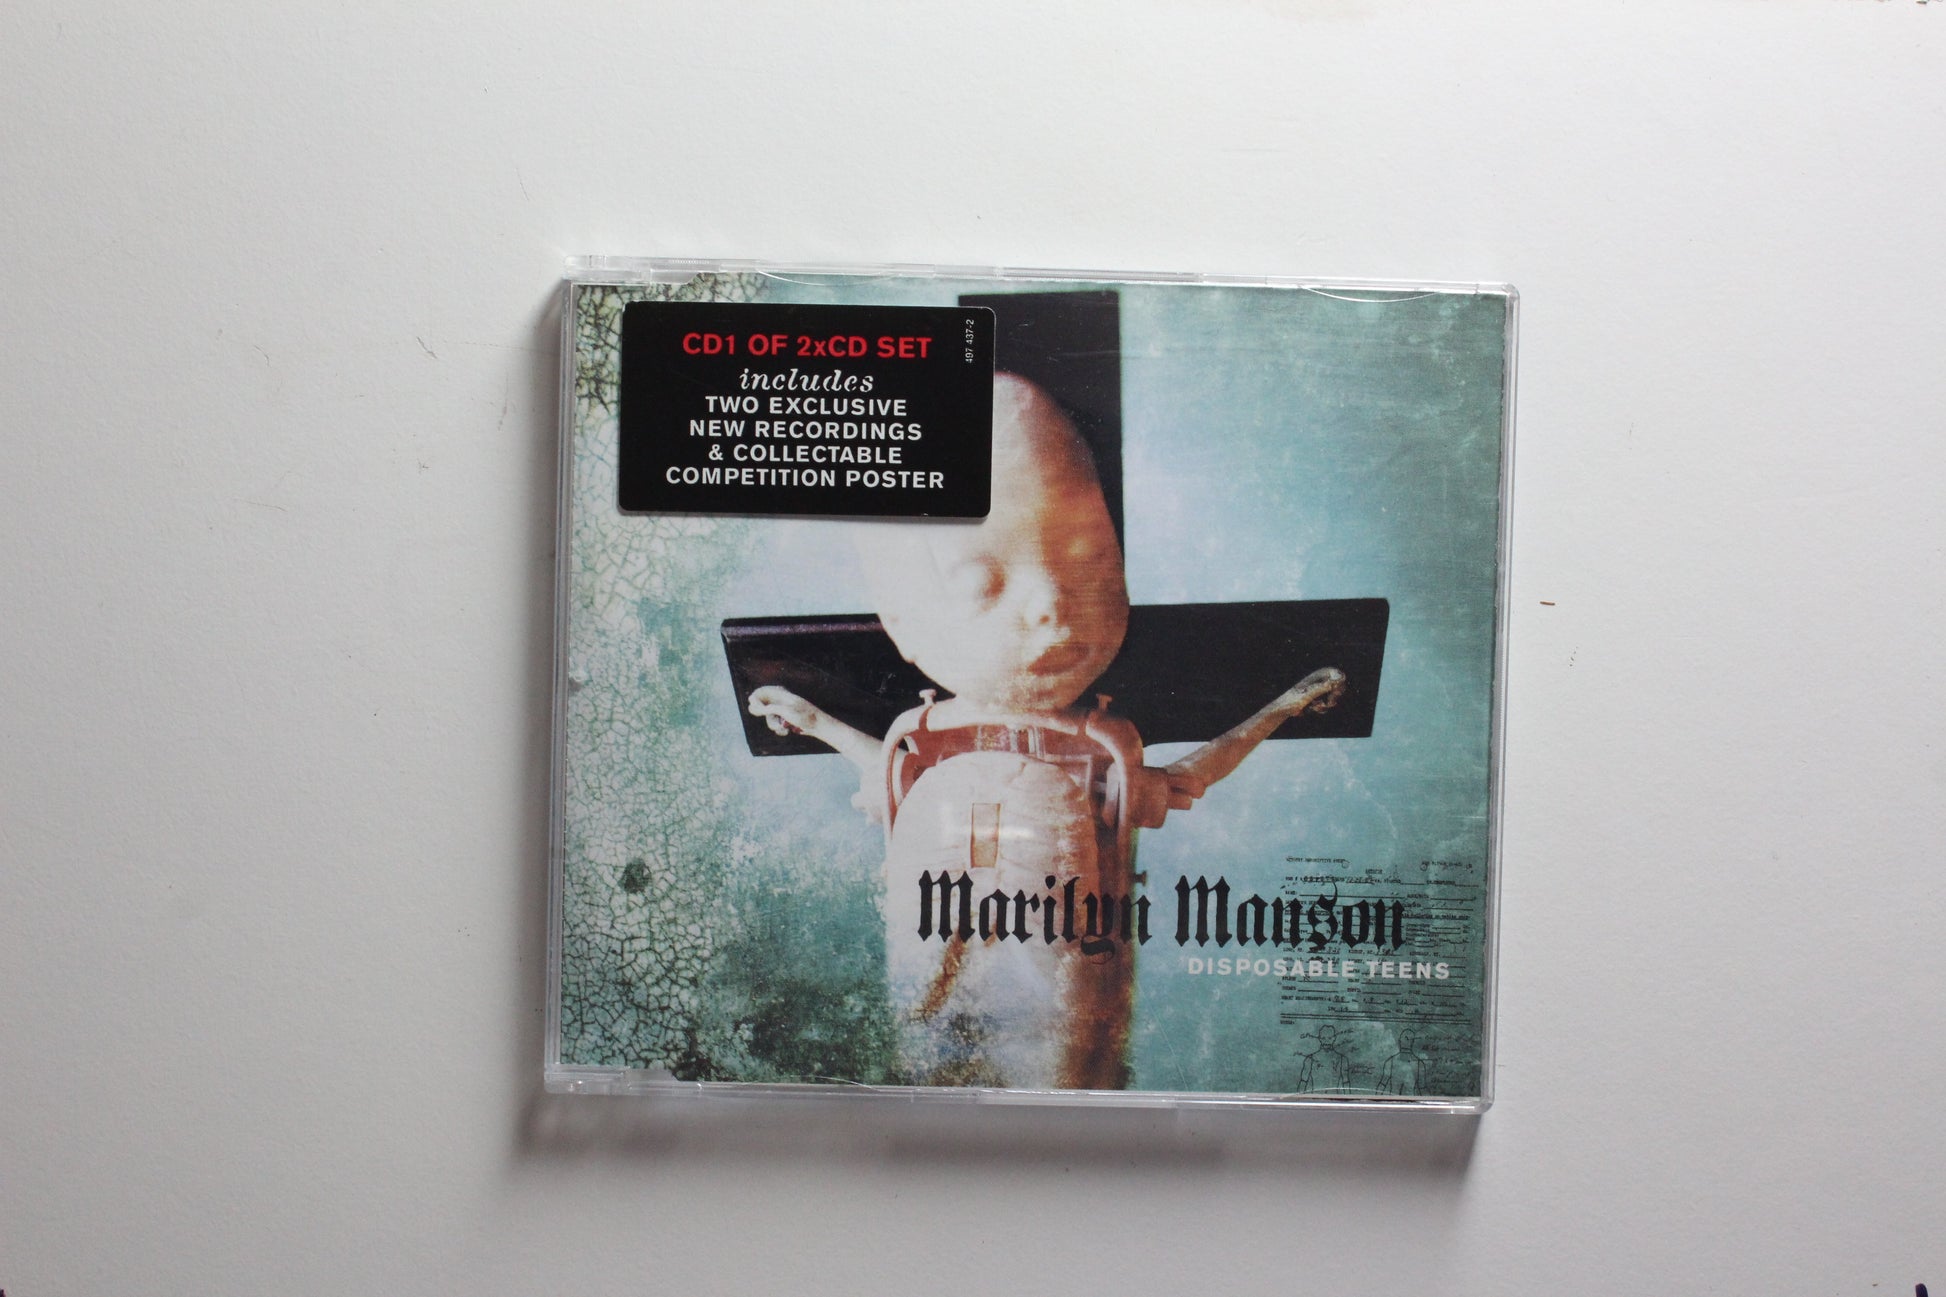 CD1 OF 2xCD SET
497 437-2
includes
TWO EXCLUSIVE
NEW RECORDINGS
& COLLECTABLE
COMPETITION POSTER
Marilyn Manson
DISPOSABLE TEENS